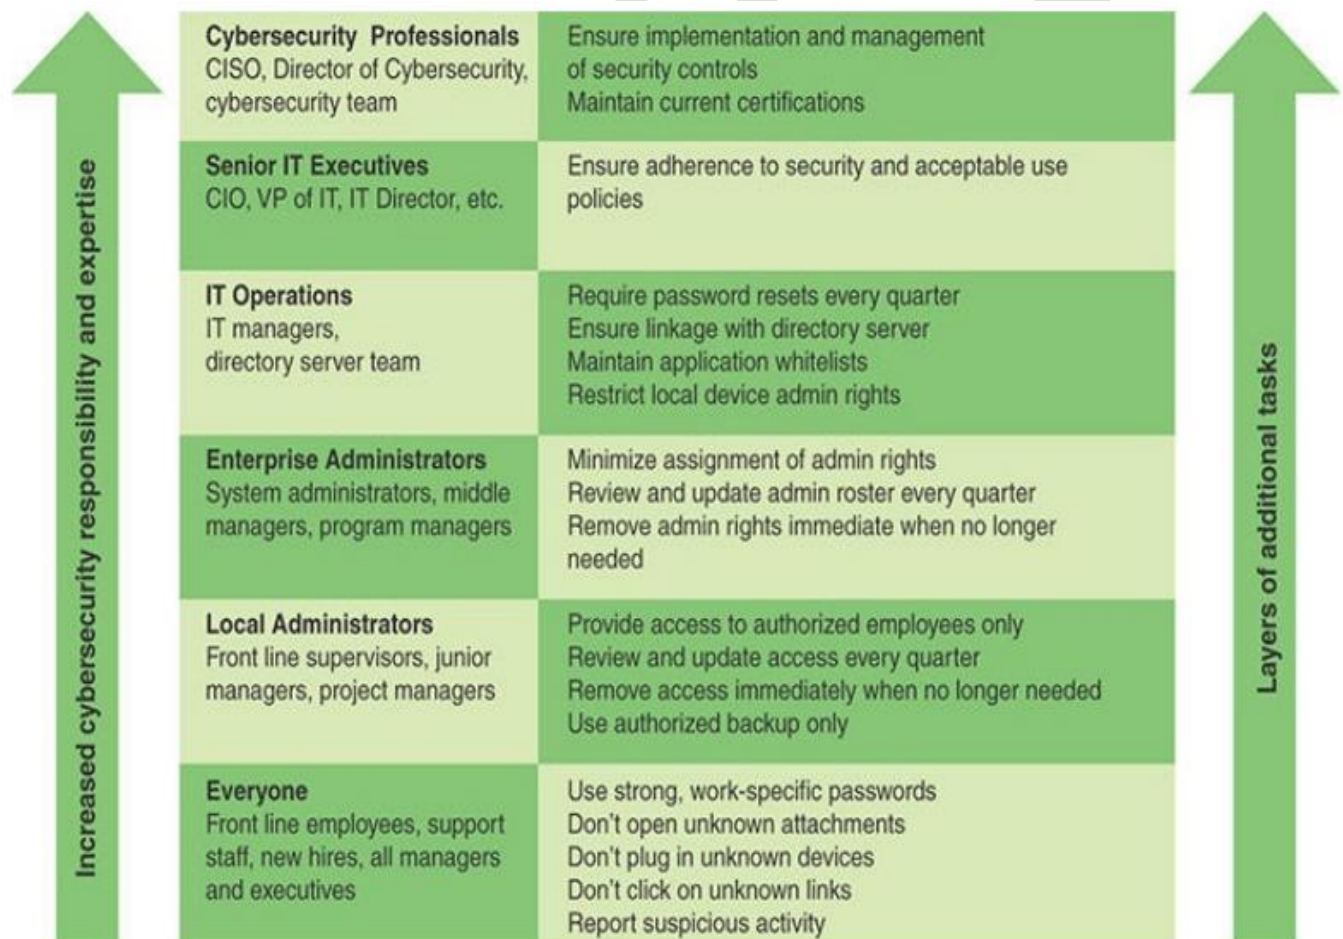 Increased cybersecurity responsibility and expertise
Cybersecurity Professionals
CISO, Director of Cybersecurity,
cybersecurity team
Ensure implementation and management
of security controls
Maintain current certifications
Senior IT Executives
CIO, VP of IT, IT Director, etc.
Ensure adherence to security and acceptable use
policies
IT Operations
IT managers,
directory server team
Require password resets every quarter
Ensure linkage with directory server
Maintain application whitelists
Restrict local device admin rights
Enterprise Administrators
System administrators, middle
managers, program managers
Minimize assignment of admin rights
Review and update admin roster every quarter
Remove admin rights immediate when no longer
needed
Local Administrators
Front line supervisors, junior
managers, project managers
Provide access to authorized employees only
Review and update access every quarter
Remove access immediately when no longer needed
Use authorized backup only
Everyone
Front line employees, support
staff, new hires, all managers
and executives
Use strong, work-specific passwords
Don't open unknown attachments
Don't plug in unknown devices
Don't click on unknown links
Report suspicious activity
Layers of additional tasks